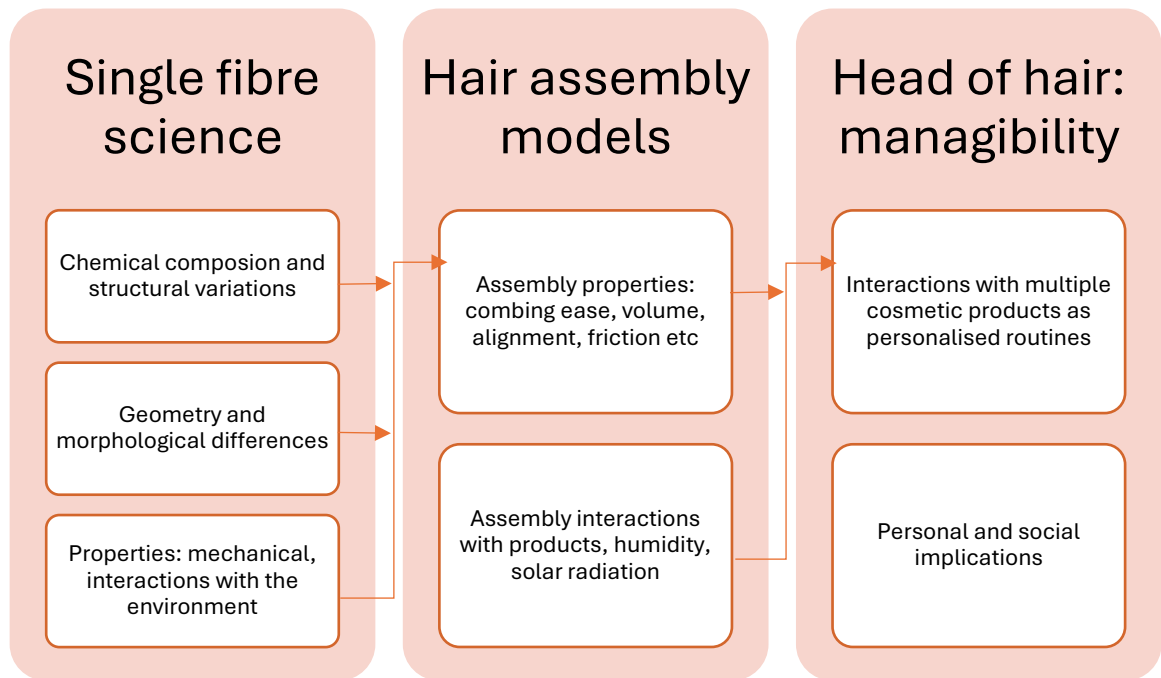 Single fibre
science
Chemical composion and
structural variations
Geometry and
morphological differences
Properties: mechanical,
interactions with the
environment
Hair assembly
models
Assembly properties:
combing ease, volume,
alignment, friction etc
Assembly interactions
with products, humidity,
solar radiation
Head of hair:
managibility
Interactions with multiple
cosmetic products as
personalised routines
Personal and social
implications